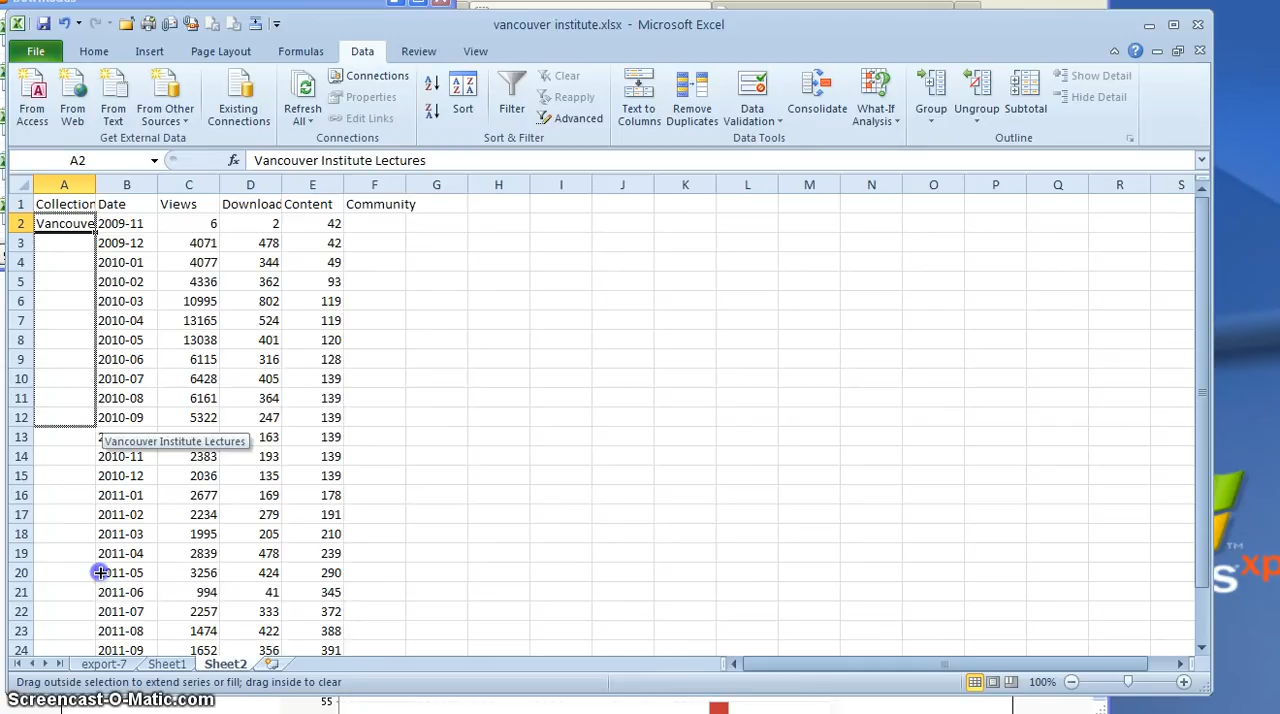 Downloads
vancouver institute.xlsx - Microsoft Excel
File Home Insert Page Layout Formulas Data Review View
From Access From Web From Text From Other Sources Existing Connections Refresh All Connections Properties Edit Links Sort Filter Clear Reapply Advanced Text to Columns Remove Duplicates Data Validation Consolidate What-If Analysis Group Ungroup Subtotal Show Detail Hide Detail
Get External Data Connections Sort & Filter Data Tools Outline
A2 fx Vancouver Institute Lectures
A B C D E F G H I J K L M N O P Q R S
1 Collection Date Views Download Content Community
2 Vancouve 2009-11 6 2 42
3 2009-12 4071 478 42
4 2010-01 4077 344 49
5 2010-02 4336 362 93
6 2010-03 10995 802 119
7 2010-04 13165 524 119
8 2010-05 13038 401 120
9 2010-06 6115 316 128
10 2010-07 6428 405 139
11 2010-08 6161 364 139
12 2010-09 5322 247 139
13 Vancouver Institute Lectures 163 139
14 2010-11 2383 193 139
15 2010-12 2036 135 139
16 2011-01 2677 169 178
17 2011-02 2234 279 191
18 2011-03 1995 205 210
19 2011-04 2839 478 239
20 011-05 3256 424 290
21 2011-06 994 41 345
22 2011-07 2257 333 372
23 2011-08 1474 422 388
24 2011-09 1652 356 391
export-7 Sheet1 Sheet2
Drag outside selection to extend series or fill; drag inside to clear 100%
Screencast-O-Matic.com
55
s xp
TM